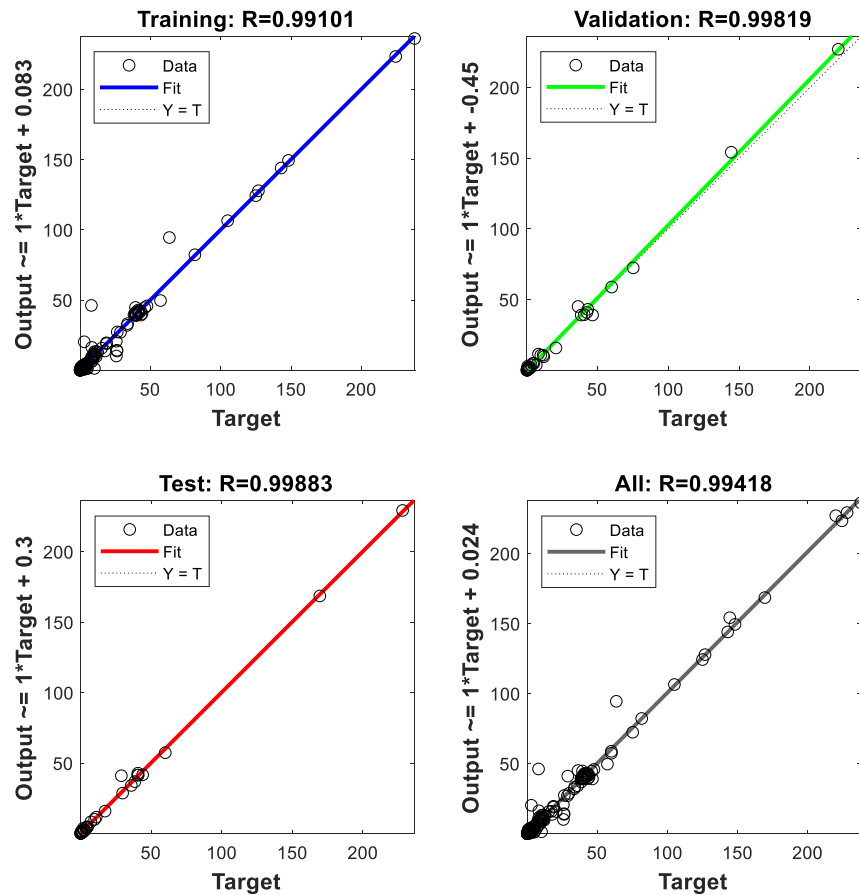 Training: R=0.99101
Output ~= 1*Target + 0.083
200
150
100
50
Data
Fit
Y = T
50
100
150
200
Target
Validation: R=0.99819
Output ~= 1*Target + -0.45
200
150
100
50
Data
Fit
Y = T
50
100
150
200
Target
Test: R=0.99883
Output ~= 1*Target + 0.3
200
150
100
50
Data
Fit
Y = T
50
100
150
200
Target
All: R=0.99418
Output ~= 1*Target + 0.024
200
150
100
50
Data
Fit
Y = T
50
100
150
200
Target